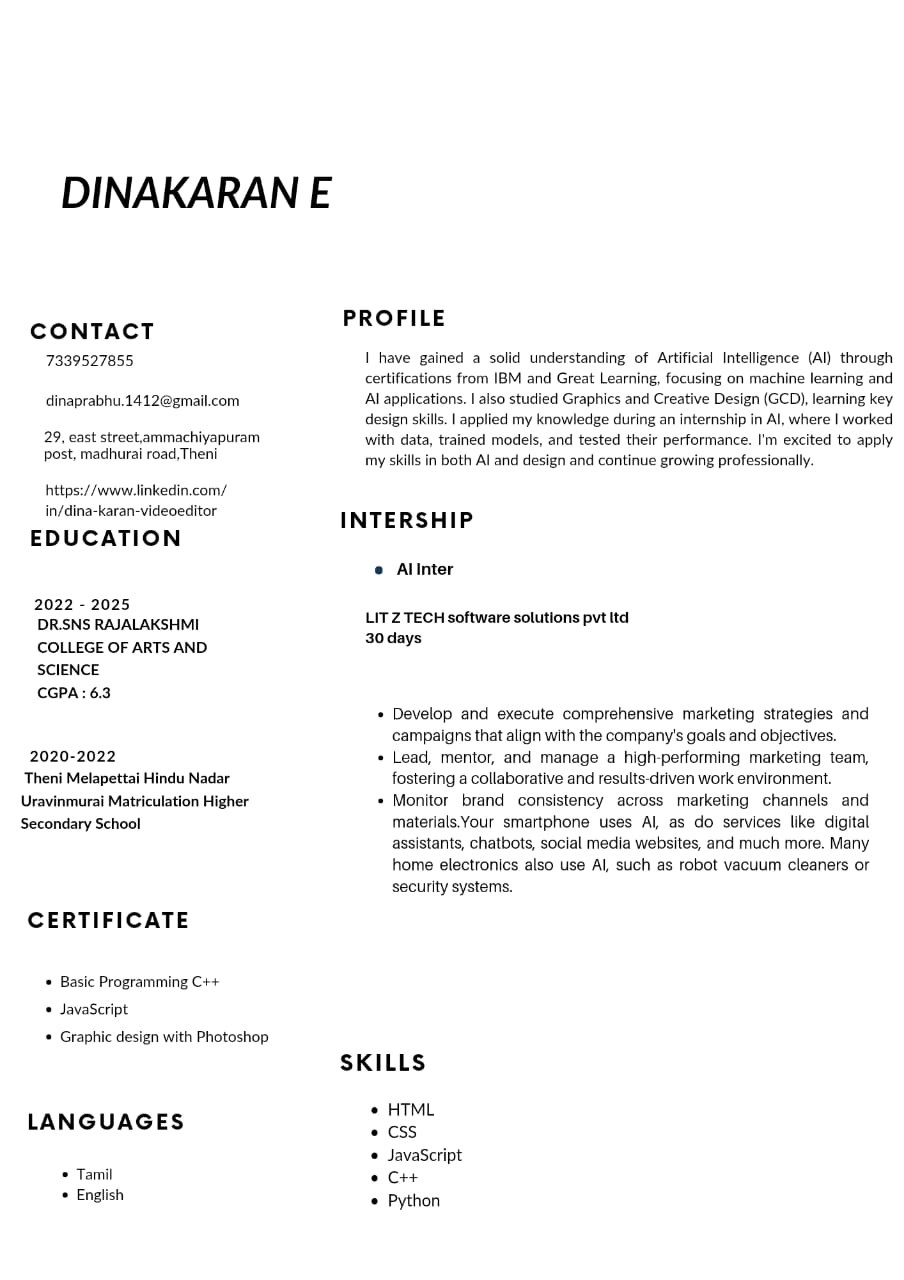 DINAKARAN E
CONTACT
7339527855
dinaprabhu.1412@gmail.com
29, east street,ammachiyapuram
post, madhurai road,Theni
https://www.linkedin.com/
in/dina-karan-videoeditor
EDUCATION
2022 - 2025
DR.SNS RAJALAKSHMI
COLLEGE OF ARTS AND
SCIENCE
CGPA : 6.3
2020-2022
Theni Melapettai Hindu Nadar
Uravinmurai Matriculation Higher
Secondary School
CERTIFICATE
• Basic Programming C++
• JavaScript
• Graphic design with Photoshop
LANGUAGES
• Tamil
• English
PROFILE
I have gained a solid understanding of Artificial Intelligence (AI) through
certifications from IBM and Great Learning, focusing on machine learning and
AI applications. I also studied Graphics and Creative Design (GCD), learning key
design skills. I applied my knowledge during an internship in AI, where I worked
with data, trained models, and tested their performance. I'm excited to apply
my skills in both AI and design and continue growing professionally.
INTERSHIP
• AI Inter
LIT Z TECH software solutions pvt ltd
30 days
• Develop and execute comprehensive marketing strategies and
campaigns that align with the company's goals and objectives.
• Lead, mentor, and manage a high-performing marketing team,
fostering a collaborative and results-driven work environment.
• Monitor brand consistency across marketing channels and
materials.Your smartphone uses AI, as do services like digital
assistants, chatbots, social media websites, and much more. Many
home electronics also use AI, such as robot vacuum cleaners or
security systems.
SKILLS
• HTML
• CSS
• JavaScript
• C++
• Python